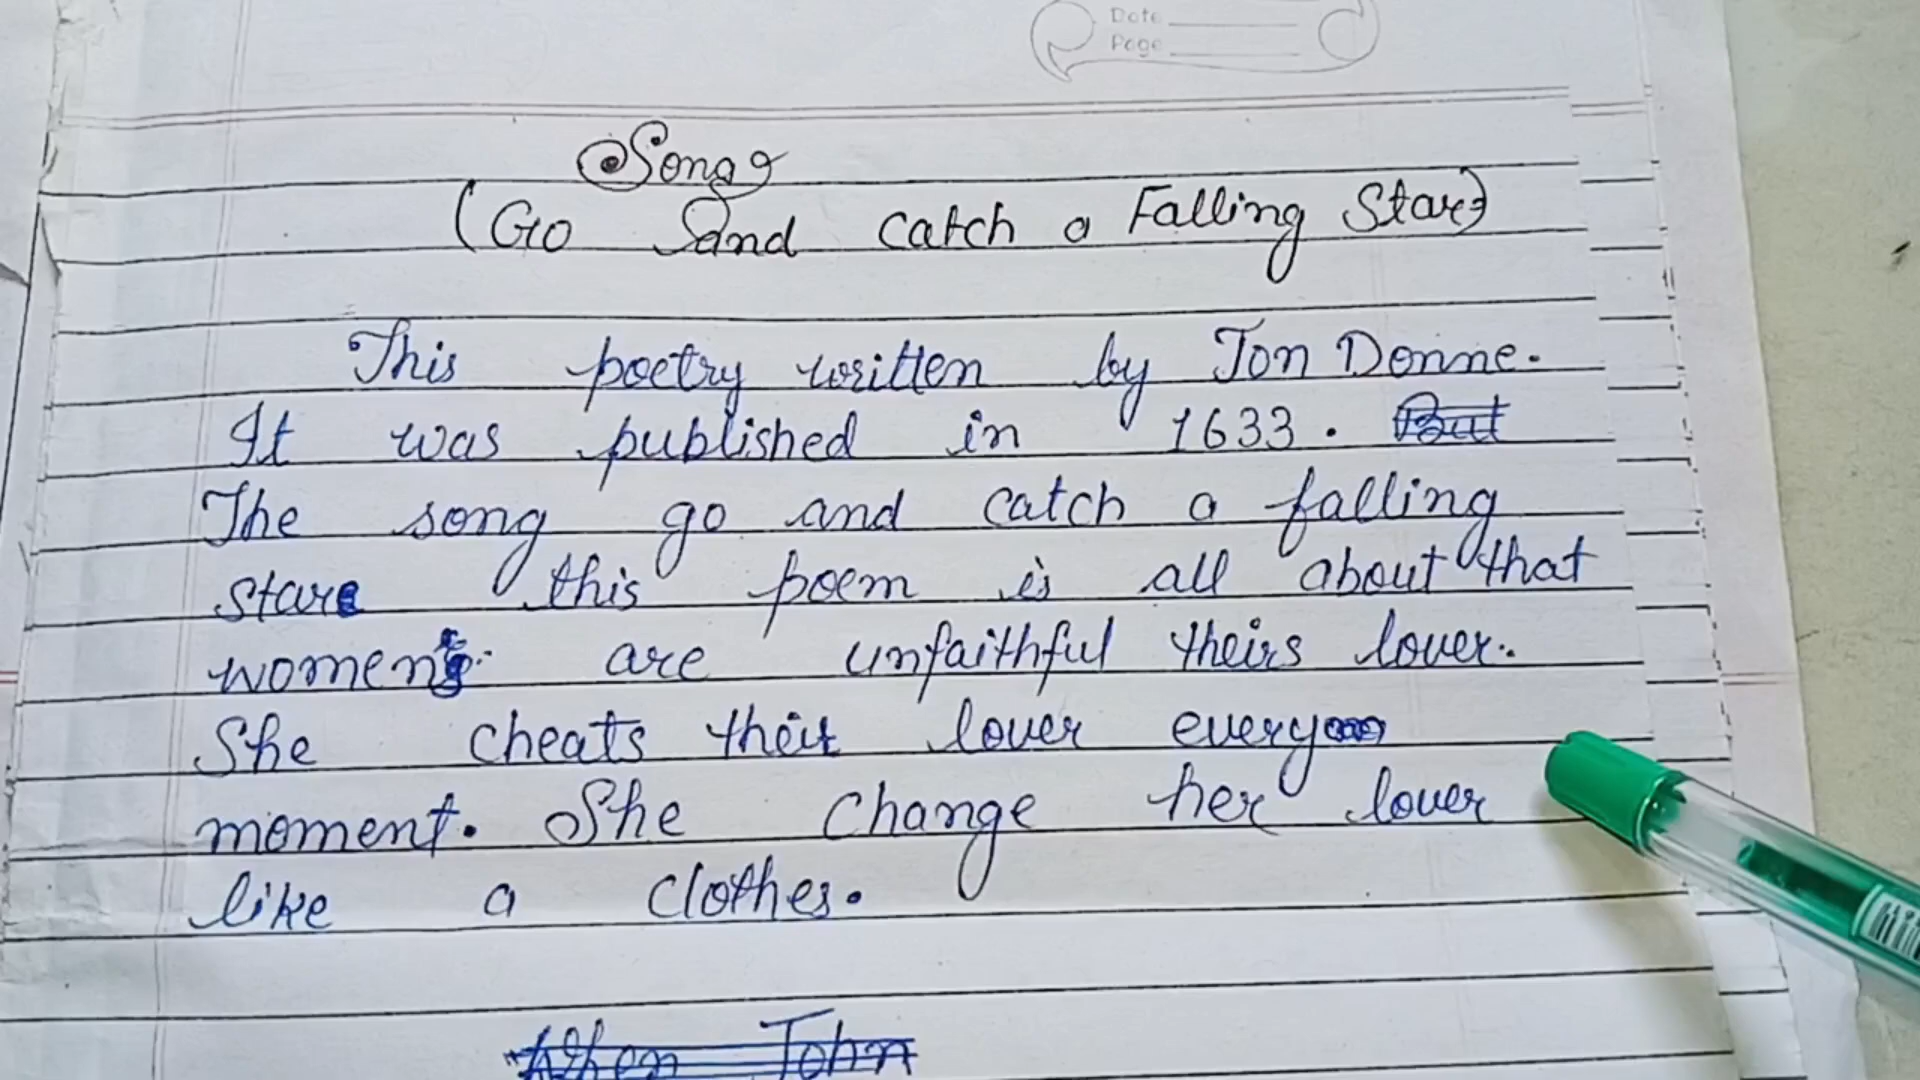 Date
Page
Song
(Go and catch a Falling Star)
This poetry written by Jon Donne.
It was published in 1633. But
The song go and catch a falling
star this poem is all about that
women are unfaithful theirs lover.
She cheats their lover every
moment. She change her lover
like a clothes.
When John